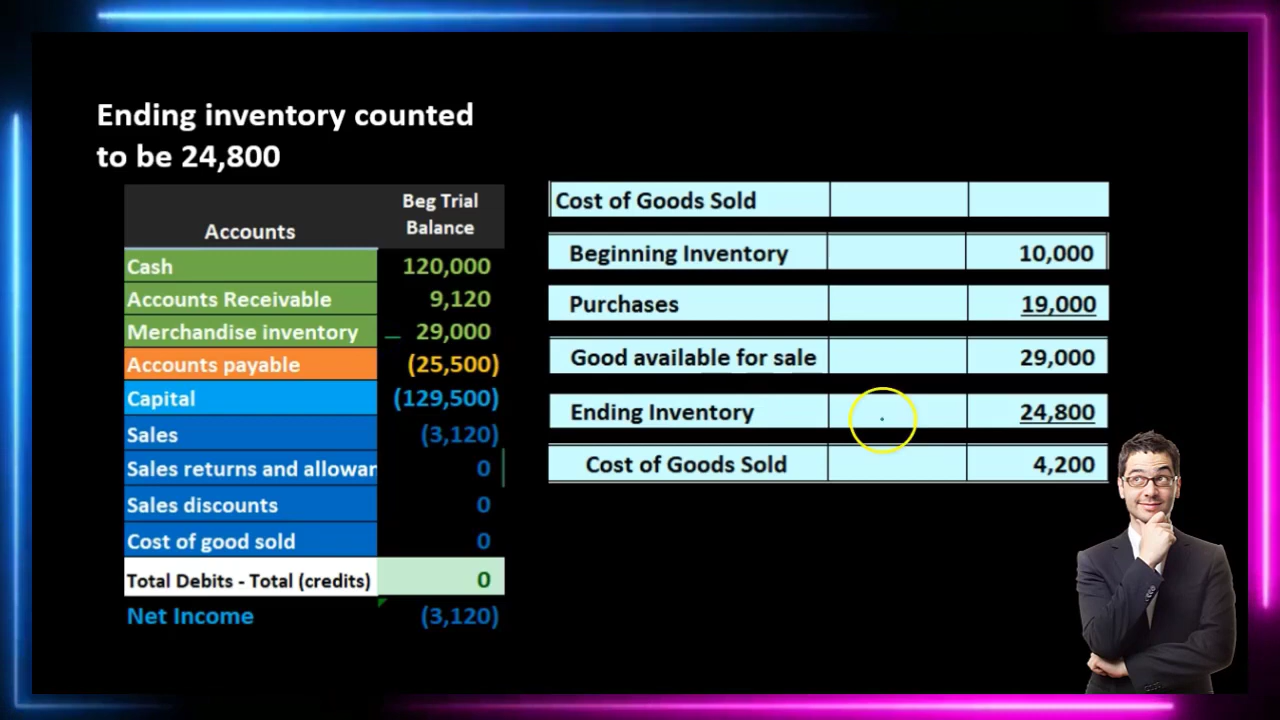 Ending inventory counted
to be 24,800
Accounts
Beg Trial
Balance
Cash 120,000
Accounts Receivable 9,120
Merchandise inventory 29,000
Accounts payable (25,500)
Capital (129,500)
Sales (3,120)
Sales returns and allowar 0
Sales discounts 0
Cost of good sold 0
Total Debits - Total (credits) 0
Net Income (3,120)
Cost of Goods Sold
Beginning Inventory 10,000
Purchases 19,000
Good available for sale 29,000
Ending Inventory 24,800
Cost of Goods Sold 4,200